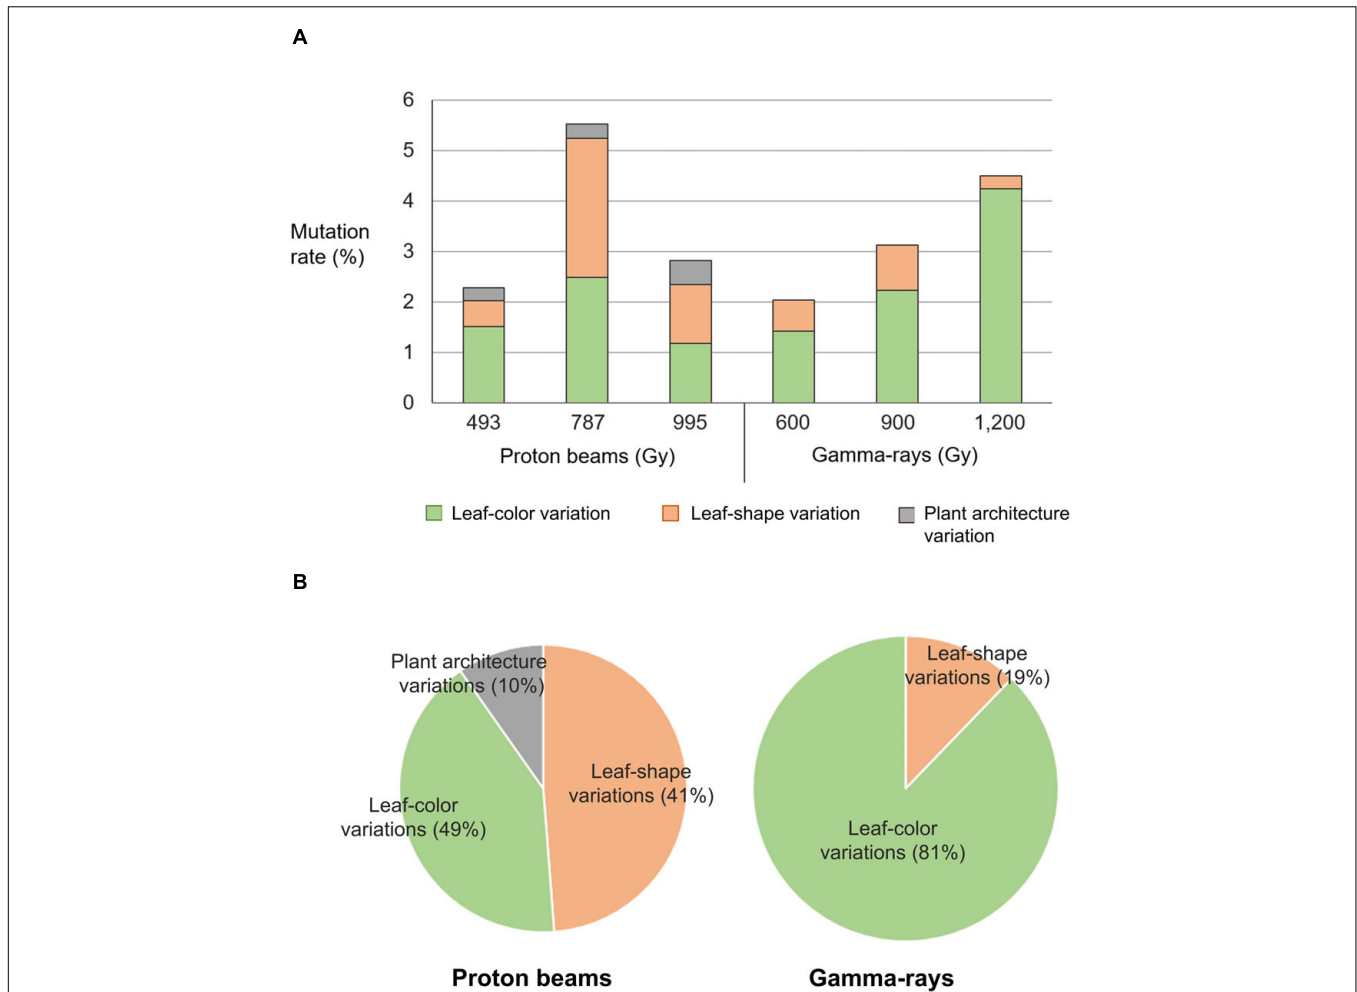 A
6
5
4
3
2
1
0
Mutation
rate (%)
493 787 995 600 900 1,200
Proton beams (Gy) Gamma-rays (Gy)
Leaf-color variation Leaf-shape variation Plant architecture
variation
B
Plant architecture
variations (10%)
Leaf-shape
variations (41%)
Leaf-color
variations (49%)
Proton beams
Leaf-shape
variations (19%)
Leaf-color
variations (81%)
Gamma-rays